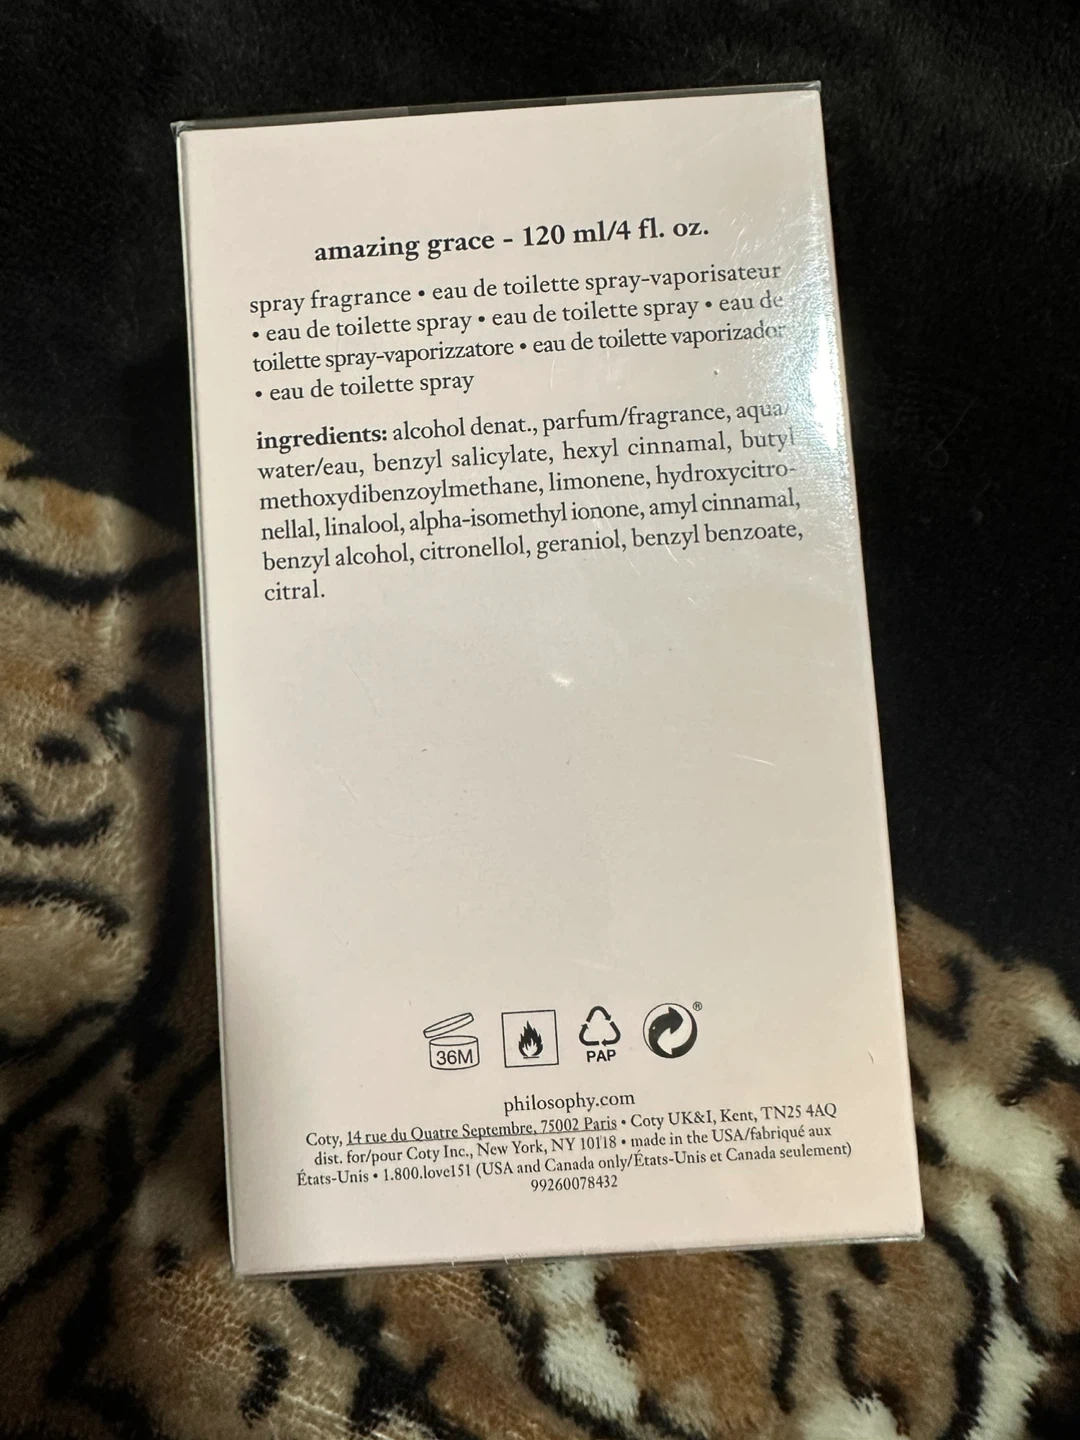 amazing grace - 120 ml/4 fl. oz.
spray fragrance • eau de toilette spray-vaporisateur
• eau de toilette spray • eau de toilette spray • eau de
toilette spray-vaporizzatore • eau de toilette vaporizador
• eau de toilette spray
ingredients: alcohol denat., parfum/fragrance, aqua/
water/eau, benzyl salicylate, hexyl cinnamal, butyl
methoxydibenzoylmethane, limonene, hydroxycitro-
nellal, linalool, alpha-isomethyl ionone, amyl cinnamal,
benzyl alcohol, citronellol, geraniol, benzyl benzoate,
citral.
36M
PAP
®
philosophy.com
Coty, 14 rue du Quatre Septembre, 75002 Paris • Coty UK&I, Kent, TN25 4AQ
dist. for/pour Coty Inc., New York, NY 10118 • made in the USA/fabriqué aux
États-Unis • 1.800.love151 (USA and Canada only/États-Unis et Canada seulement)
99260078432